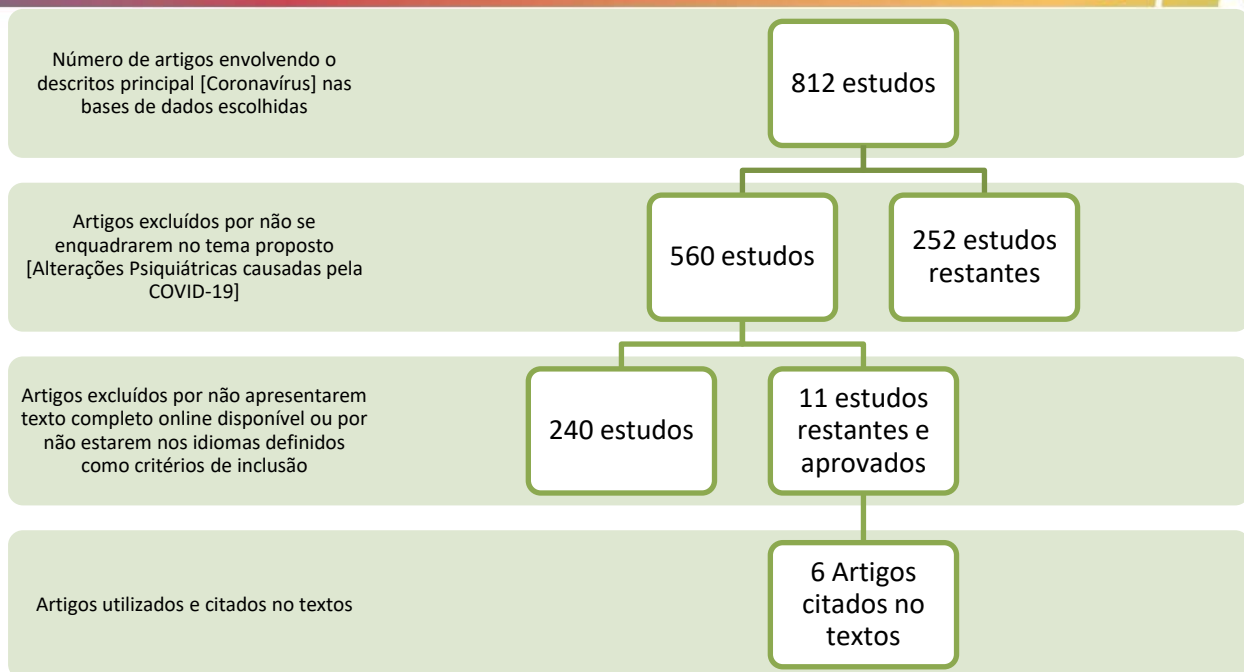 Número de artigos envolvendo o
descritos principal [Coronavírus] nas
bases de dados escolhidas
812 estudos
Artigos excluídos por não se
enquadrarem no tema proposto
[Alterações Psiquiátricas causadas pela
COVID-19]
560 estudos
252 estudos
restantes
Artigos excluídos por não apresentarem
texto completo online disponível ou por
não estarem nos idiomas definidos
como critérios de inclusão
240 estudos
11 estudos
restantes e
aprovados
Artigos utilizados e citados no textos
6 Artigos
citados no
textos